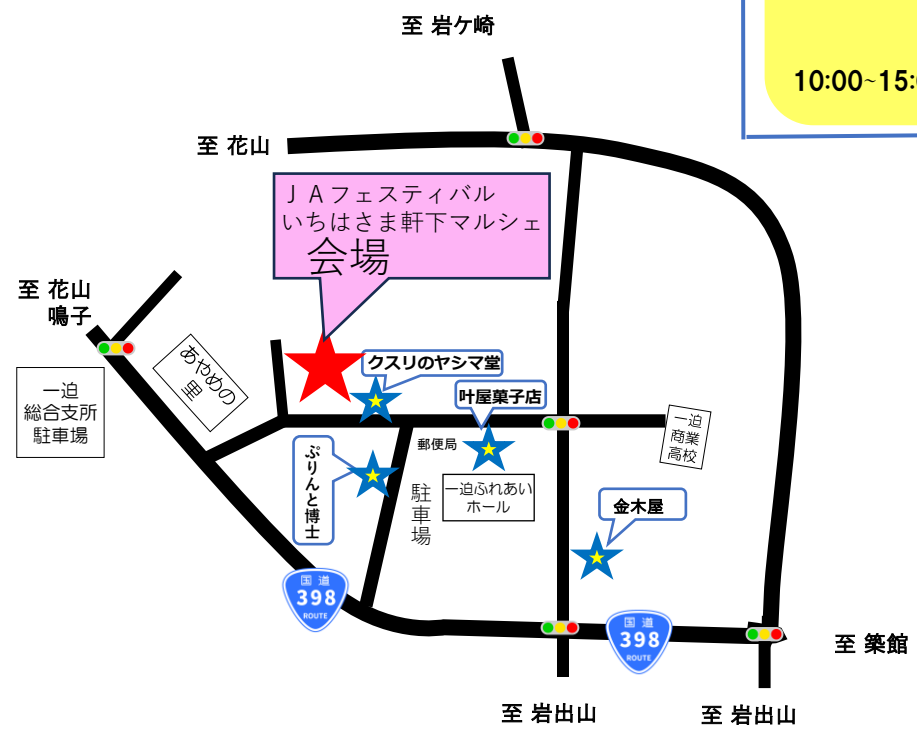 至 岩ケ崎
10:00~15:0
至 花山
ＪＡフェスティバル
いちはさま軒下マルシェ
会場
至 花山
鳴子
あやめの
里
クスリのヤシマ堂
一迫
総合支所
駐車場
叶屋菓子店
一迫
商業
高校
郵便局
ぷりんと博士
駐車場
一迫ふれあい
ホール
金木屋
国 道
398
ROUTE
国 道
398
ROUTE
至 築館
至 岩出山
至 岩出山